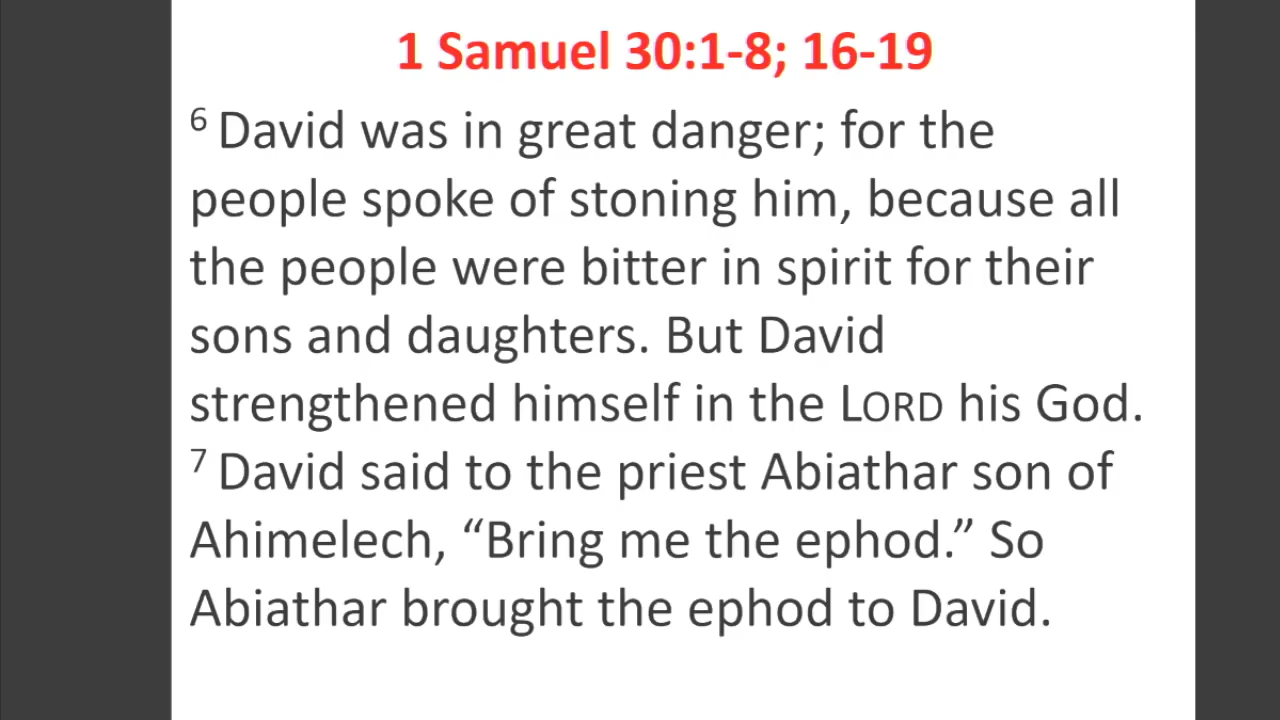 1 Samuel 30:1-8; 16-19
6 David was in great danger; for the
people spoke of stoning him, because all
the people were bitter in spirit for their
sons and daughters. But David
strengthened himself in the LORD his God.
7 David said to the priest Abiathar son of
Ahimelech, “Bring me the ephod.” So
Abiathar brought the ephod to David.